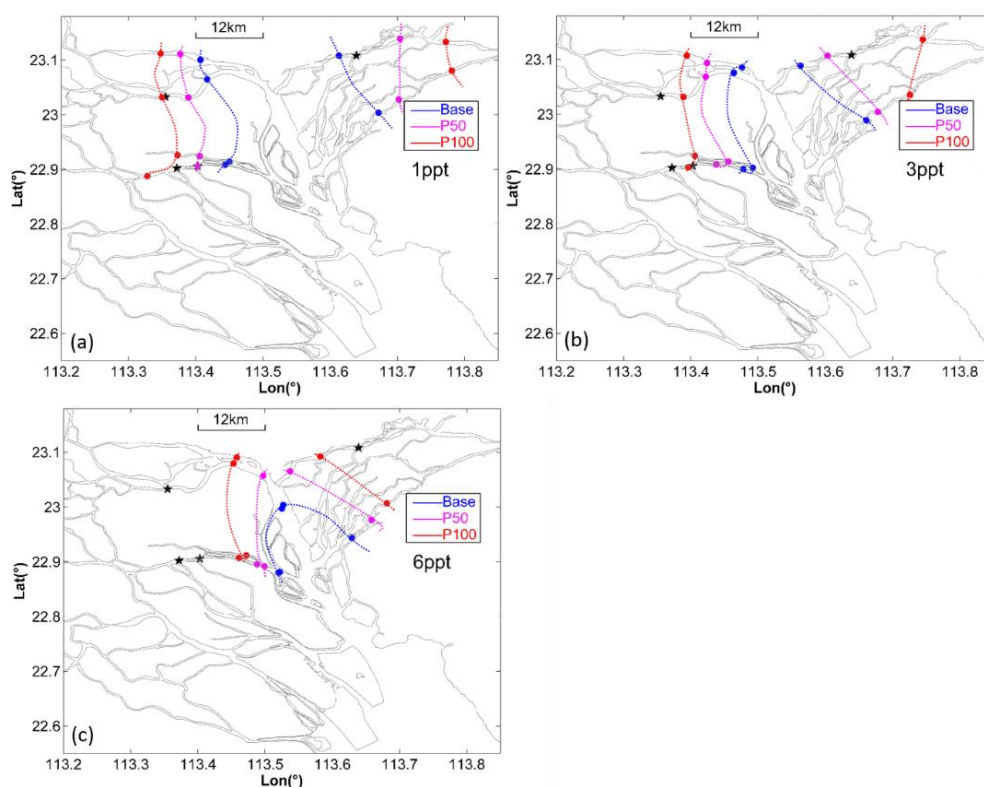 12km
23.1
23
22.9
22.8
22.7
22.6
Lat(°)
Base
P50
P100
1ppt
(a)
113.2 113.3 113.4 113.5 113.6 113.7 113.8
Lon(°)
12km
23.1
23
22.9
22.8
22.7
22.6
Lat(°)
Base
P50
P100
3ppt
(b)
113.2 113.3 113.4 113.5 113.6 113.7 113.8
Lon(°)
12km
23.1
23
22.9
22.8
22.7
22.6
Lat(°)
Base
P50
P100
6ppt
(c)
113.2 113.3 113.4 113.5 113.6 113.7 113.8
Lon(°)